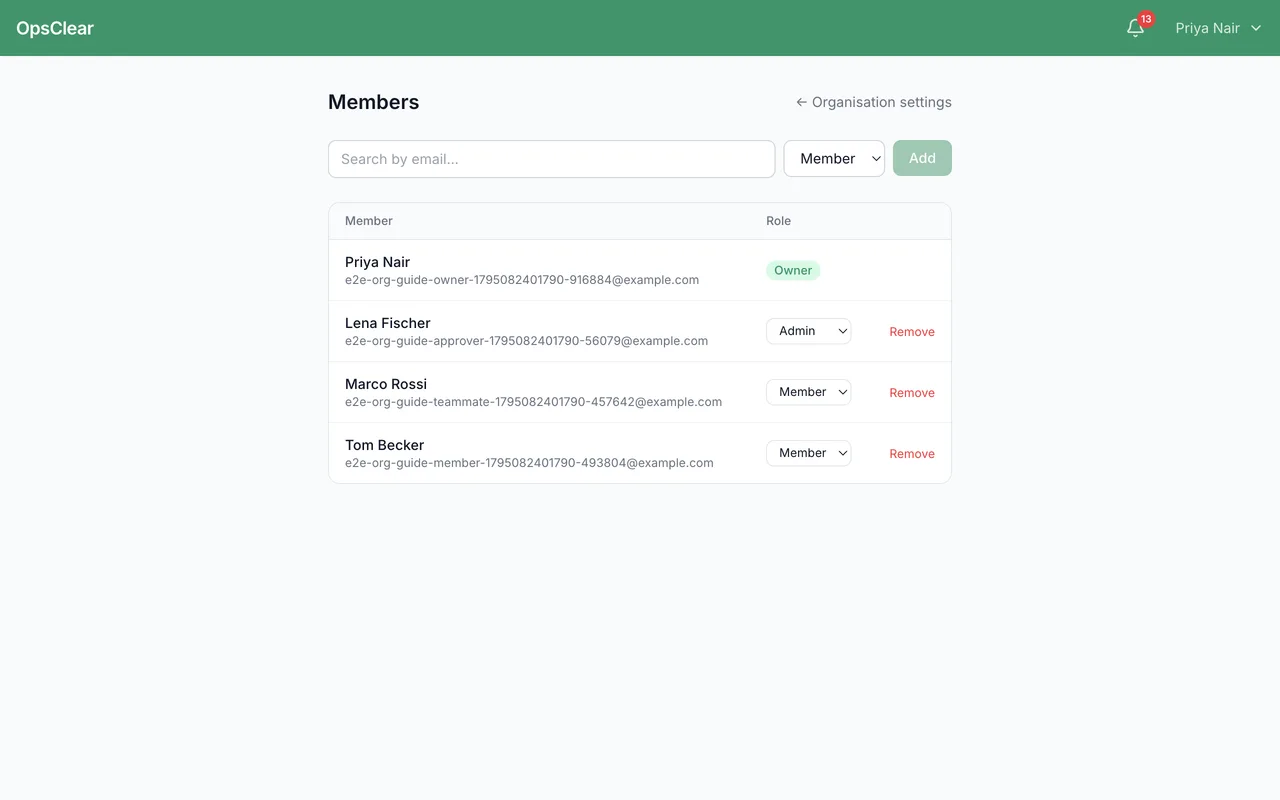 OpsClear
13
Priya Nair
Members
← Organisation settings
Search by email...
Member
Add
Member
Role
Priya Nair
e2e-org-guide-owner-1795082401790-916884@example.com
Owner
Lena Fischer
e2e-org-guide-approver-1795082401790-56079@example.com
Admin
Remove
Marco Rossi
e2e-org-guide-teammate-1795082401790-457642@example.com
Member
Remove
Tom Becker
e2e-org-guide-member-1795082401790-493804@example.com
Member
Remove